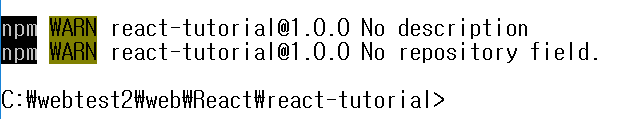 npm WARN react-tutorial@1.0.0 No description
npm WARN react-tutorial@1.0.0 No repository field.
C:₩webtest2₩web₩React₩react-tutorial>